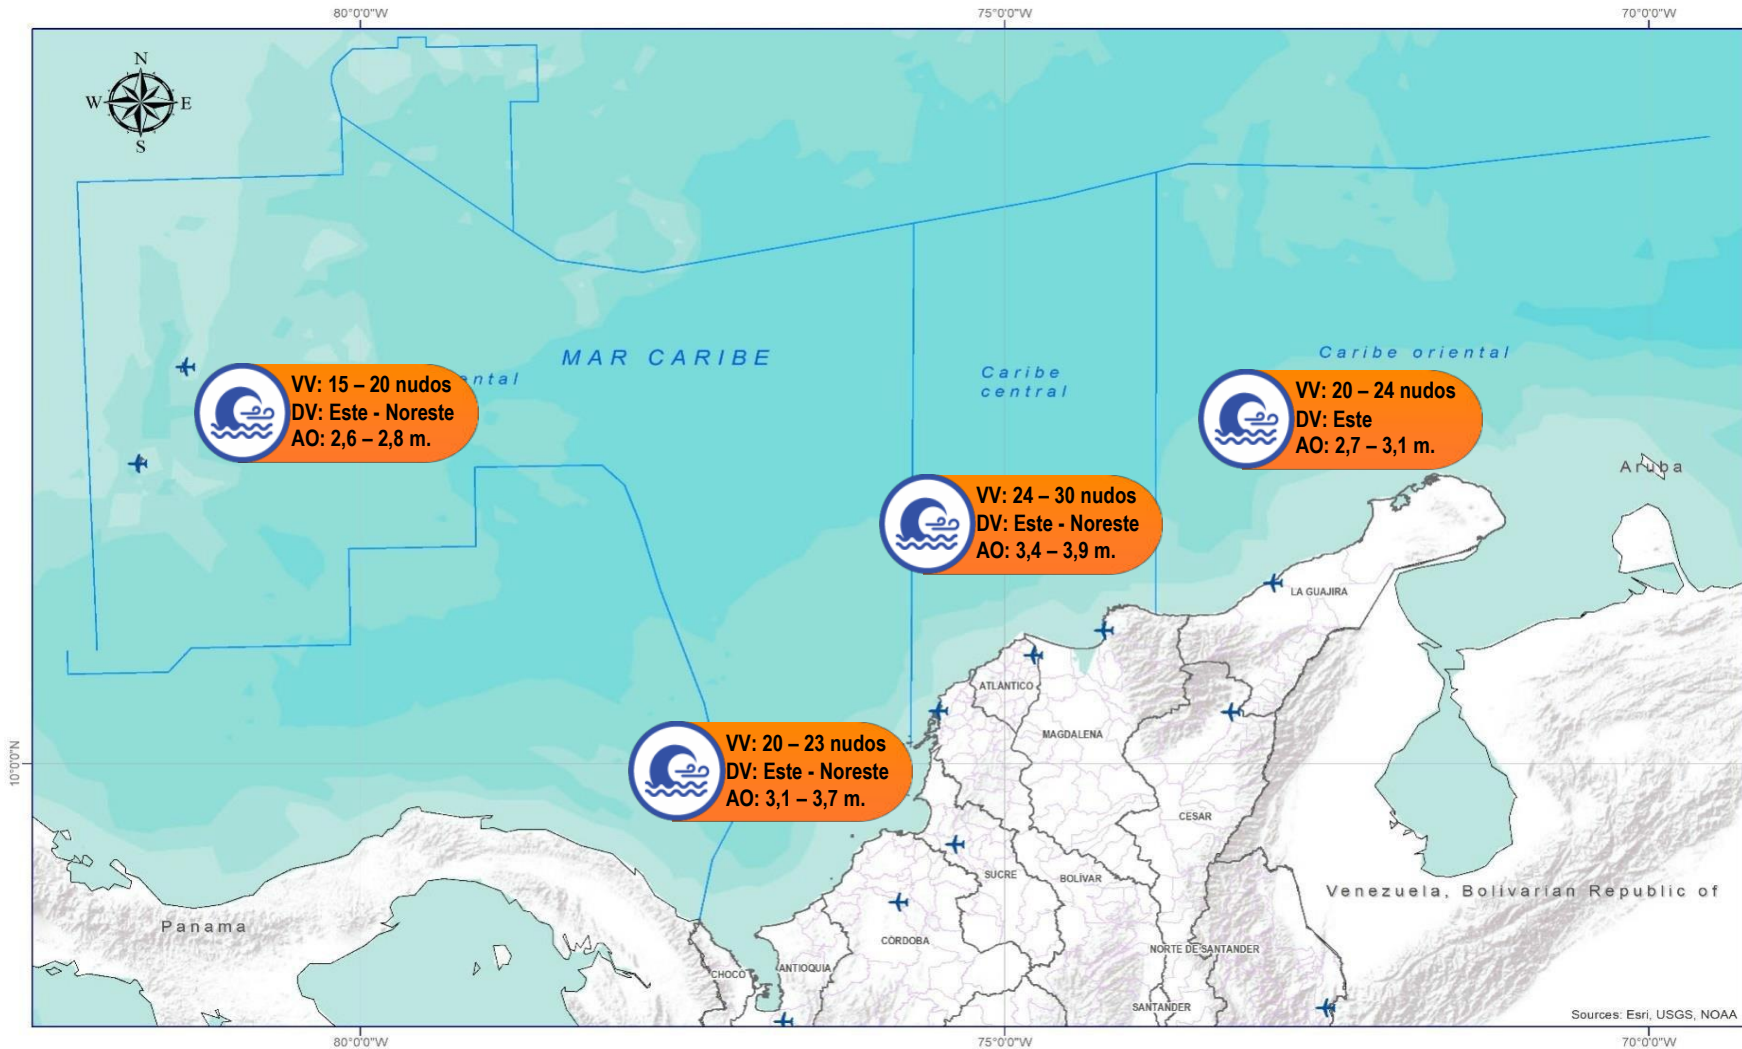 80°0'0"W
75°0'0"W
70°0'0"W
N
W
E
S
MAR CARIBE
Caribe oriental
Caribe
central
ental
VV: 15 – 20 nudos
DV: Este - Noreste
AO: 2,6 – 2,8 m.
VV: 20 – 24 nudos
DV: Este
AO: 2,7 – 3,1 m.
Aruba
VV: 24 – 30 nudos
DV: Este - Noreste
AO: 3,4 – 3,9 m.
LA GUAJIRA
ATLANTICO
MAGDALENA
10°0'0"N
VV: 20 – 23 nudos
DV: Este - Noreste
AO: 3,1 – 3,7 m.
CESAR
SUCRE
BOLÍVAR
Venezuela, Bolivarian Republic of
Panama
CÓRDOBA
NORTE DE SANTANDER
CHOCO
ANTIOQUIA
SANTANDER
Sources: Esri, USGS, NOAA
80°0'0"W
75°0'0"W
70°0'0"W